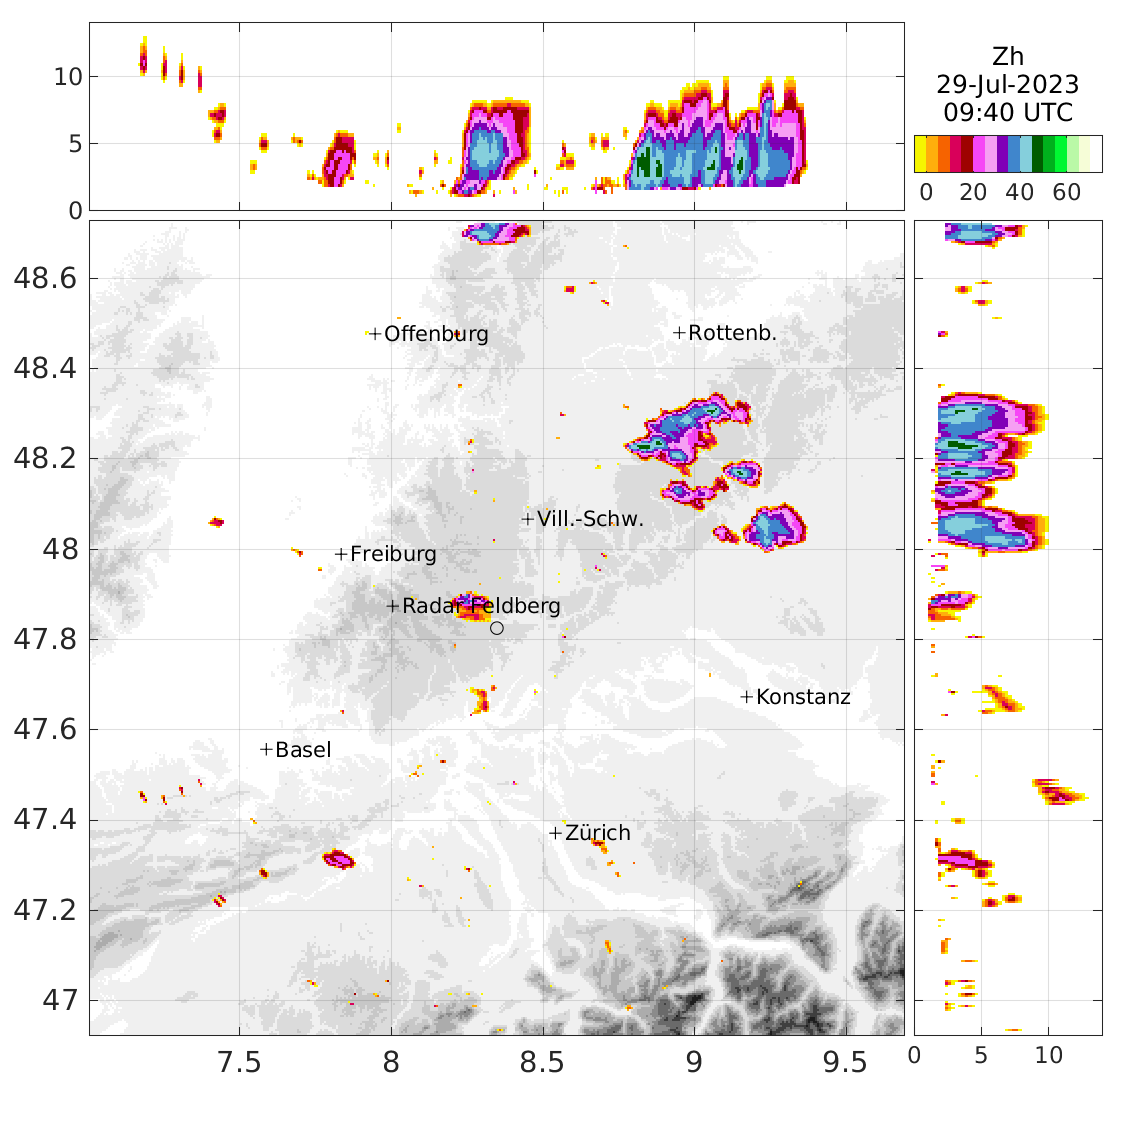 10
5
0
Zh
29-Jul-2023
09:40 UTC
0 20 40 60
48.6
48.4
48.2
48
47.8
47.6
47.4
47.2
47
+Offenburg
+Rottenb.
+Vill.-Schw.
+Freiburg
+Radar Feldberg
+Konstanz
+Basel
+Zürich
7.5 8 8.5 9 9.5
0 5 10